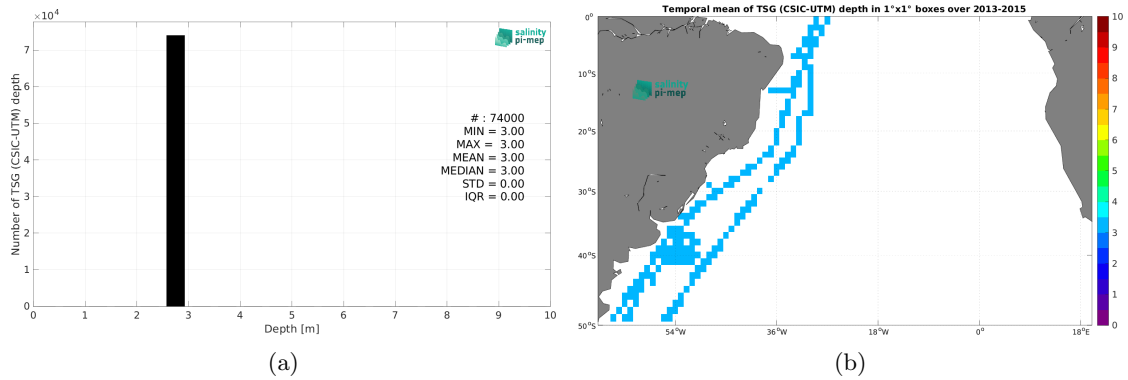 ×10⁴
7
6
5
4
3
2
1
0
Number of TSG (CSIC-UTM) depth
salinity
pi-mep
# : 74000
MIN = 3.00
MAX = 3.00
MEAN = 3.00
MEDIAN = 3.00
STD = 0.00
IQR = 0.00
0 1 2 3 4 5 6 7 8 9 10
Depth [m]
(a)
Temporal mean of TSG (CSIC-UTM) depth in 1°x1° boxes over 2013-2015
0°
10°S
20°S
30°S
40°S
50°S
salinity
pi-mep
54°W 36°W 18°W 0° 18°E
10
9
8
7
6
5
4
3
2
1
0
(b)